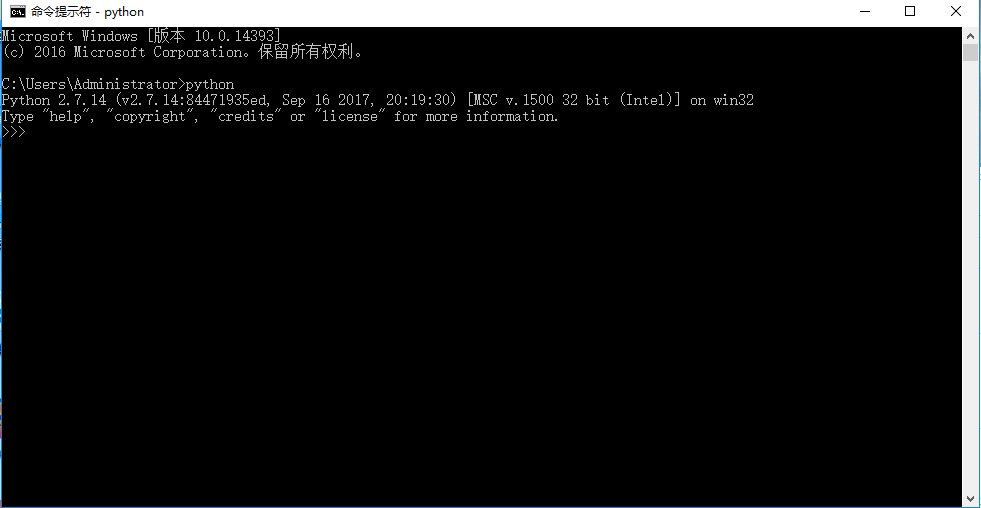 命令提示符 - python
Microsoft Windows [版本 10.0.14393]
(c) 2016 Microsoft Corporation。保留所有权利。
C:\Users\Administrator>python
Python 2.7.14 (v2.7.14:84471935ed, Sep 16 2017, 20:19:30) [MSC v.1500 32 bit (Intel)] on win32
Type "help", "copyright", "credits" or "license" for more information.
>>>